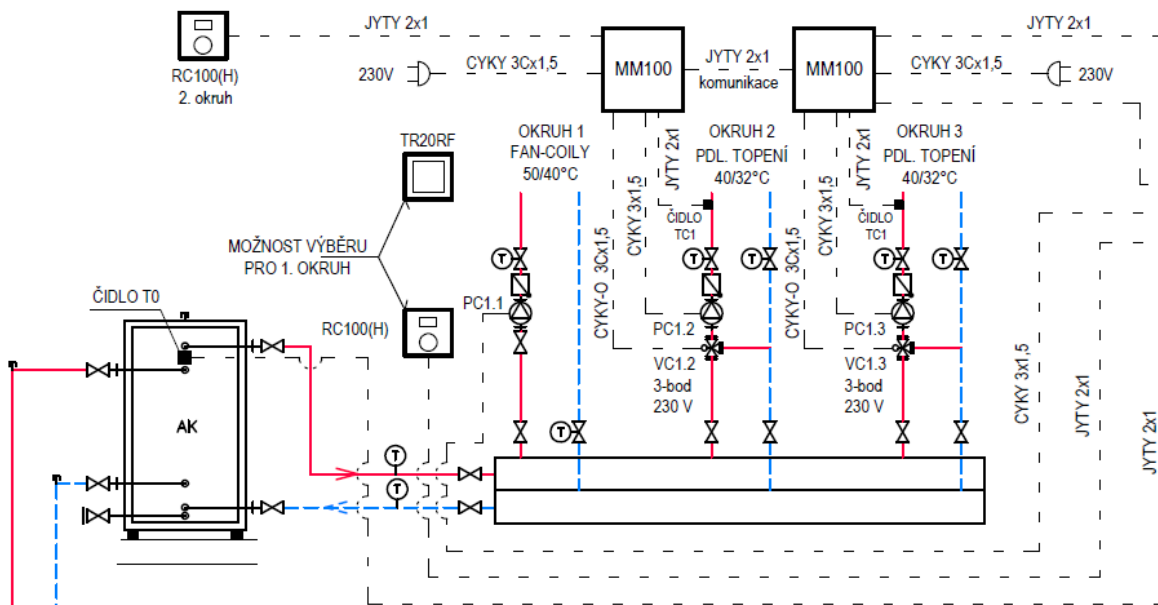 JYTY 2x1
JYTY 2x1
RC100(H)
2. okruh
230V
CYKY 3Cx1,5
MM100
JYTY 2x1
komunikace
MM100
CYKY 3Cx1,5
230V
TR20RF
OKRUH 1
FAN-COILY
50/40°C
OKRUH 2
PDL. TOPENÍ
40/32°C
OKRUH 3
PDL. TOPENÍ
40/32°C
CYKY-O 3Cx1,5
CYKY 3x1,5
JYTY 2x1
CYKY-O 3Cx1,5
CYKY 3x1,5
JYTY 2x1
ČIDLO
TC1
ČIDLO
TC1
MOŽNOST VÝBĚRU
PRO 1. OKRUH
T
T
T
T
T
ČIDLO T0
RC100(H)
PC1.1
PC1.2
PC1.3
VC1.2
3-bod
230 V
VC1.3
3-bod
230 V
AK
T
T
T
CYKY 3x1,5
JYTY 2x1
JYTY 2x1